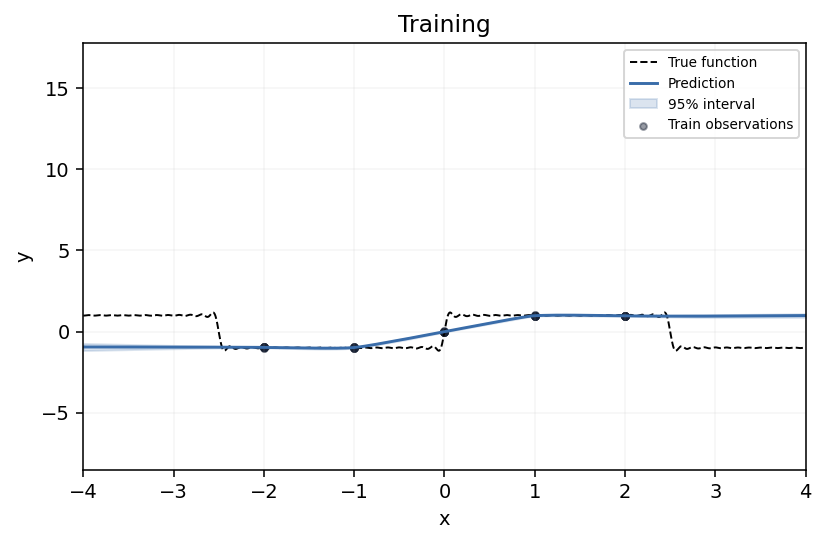 Training
True function
Prediction
95% interval
Train observations
15
10
5
0
−5
y
−4 −3 −2 −1 0 1 2 3 4
x